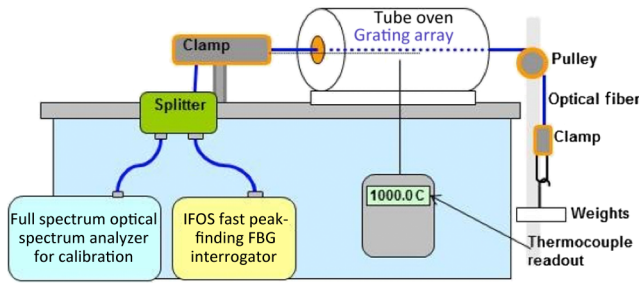 Tube oven
Grating array
Clamp
Pulley
Splitter
Optical fiber
Clamp
1000.0 C
Full spectrum optical
spectrum analyzer
for calibration
IFOS fast peak-
finding FBG
interrogator
Weights
Thermocouple
readout